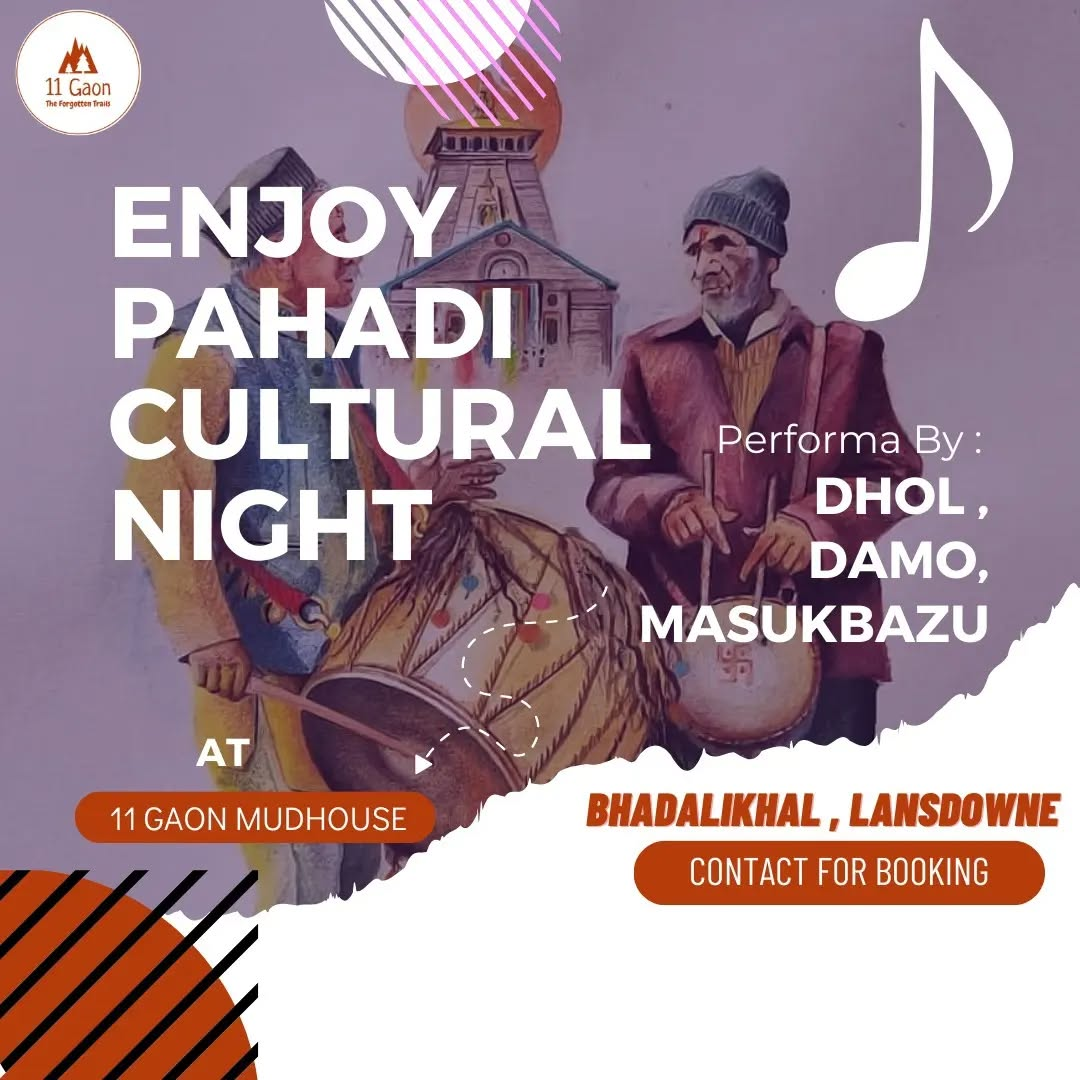 11 Gaon
The Forgotten Trails
ENJOY
PAHADI
CULTURAL
NIGHT
Performa By :
DHOL ,
DAMO,
MASUKBAZU
AT
11 GAON MUDHOUSE
BHADALIKHAL , LANSDOWNE
CONTACT FOR BOOKING